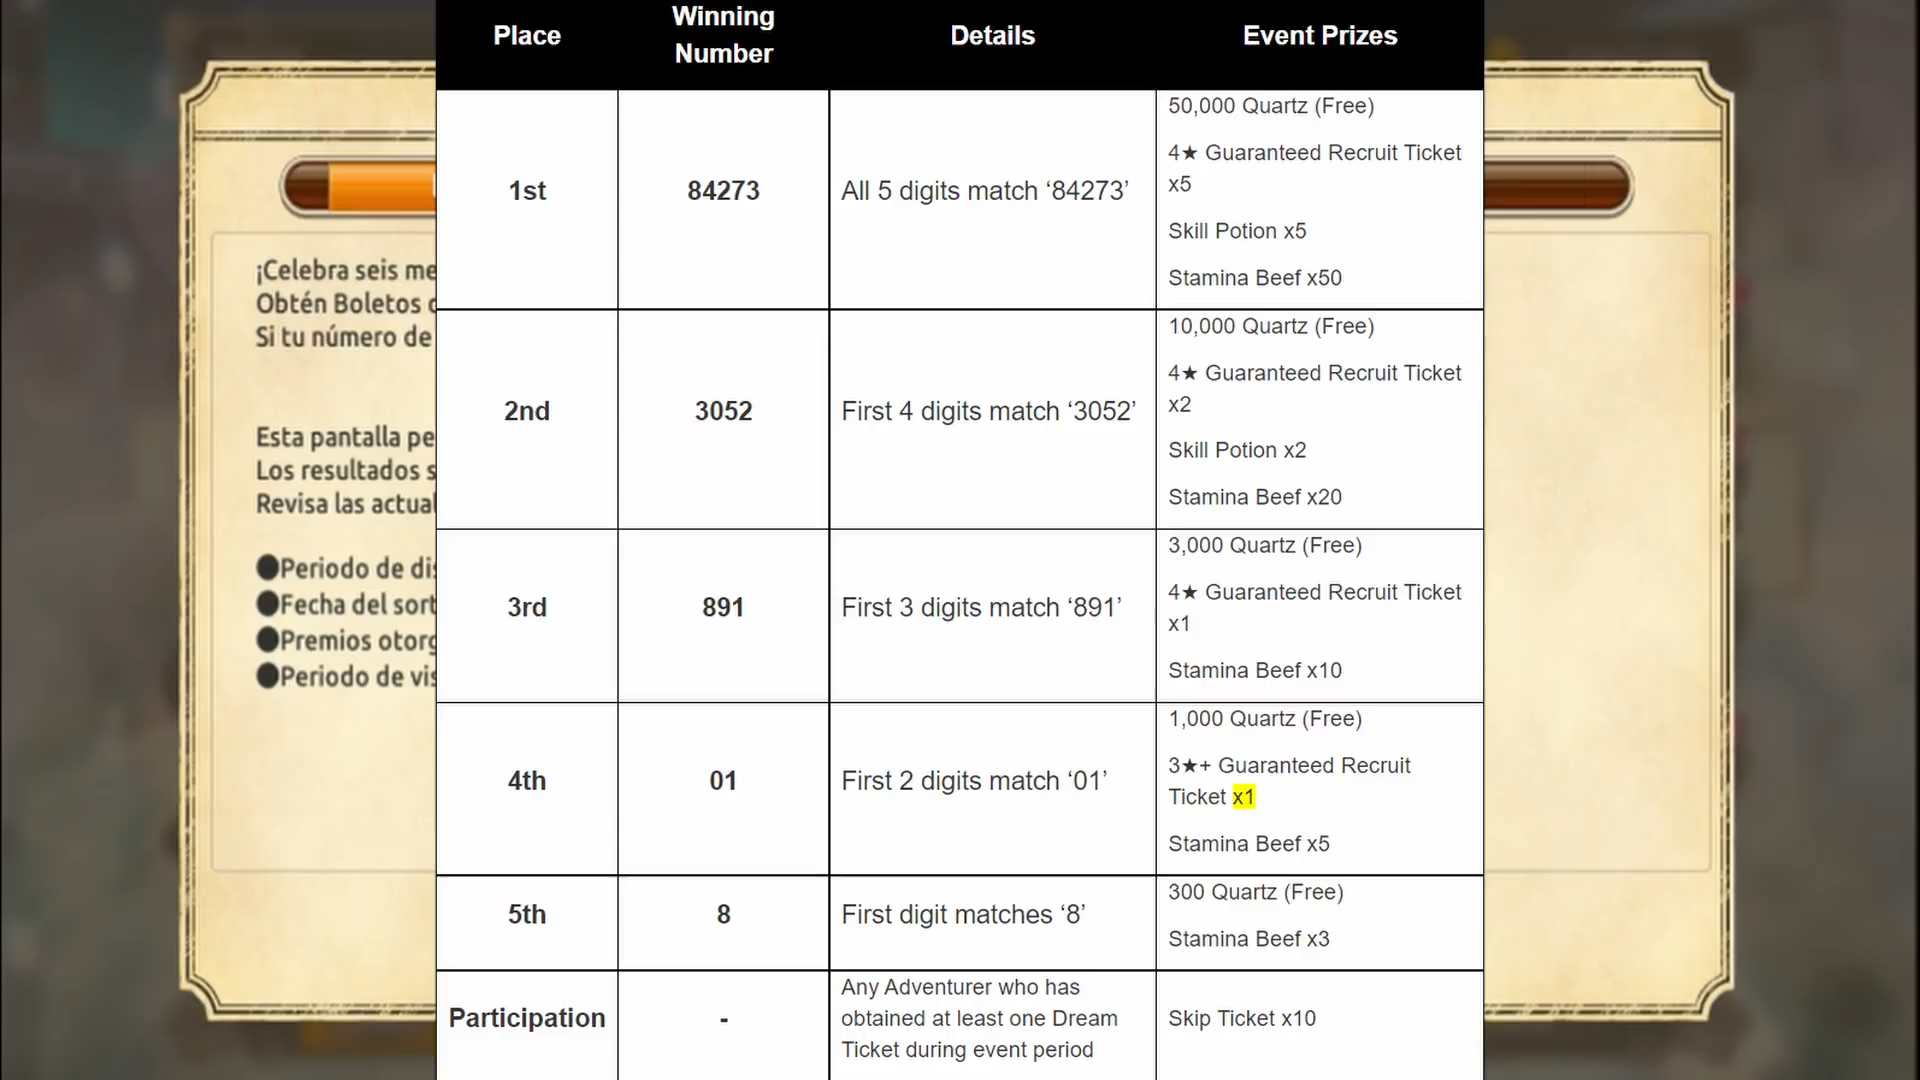 Place
Winning
Number
Details
Event Prizes
1st
84273
All 5 digits match ‘84273’
50,000 Quartz (Free)
4★ Guaranteed Recruit Ticket
x5
Skill Potion x5
Stamina Beef x50
2nd
3052
First 4 digits match ‘3052’
10,000 Quartz (Free)
4★ Guaranteed Recruit Ticket
x2
Skill Potion x2
Stamina Beef x20
3rd
891
First 3 digits match ‘891’
3,000 Quartz (Free)
4★ Guaranteed Recruit Ticket
x1
Stamina Beef x10
4th
01
First 2 digits match ‘01’
1,000 Quartz (Free)
3★+ Guaranteed Recruit
Ticket x1
Stamina Beef x5
5th
8
First digit matches ‘8’
300 Quartz (Free)
Stamina Beef x3
Participation
-
Any Adventurer who has
obtained at least one Dream
Ticket during event period
Skip Ticket x10
¡Celebra seis
Obtén Boletos
Si tu número de
Esta pantalla
Los resultados
Revisa las
●Periodo de
●Fecha del
●Premios
●Periodo de